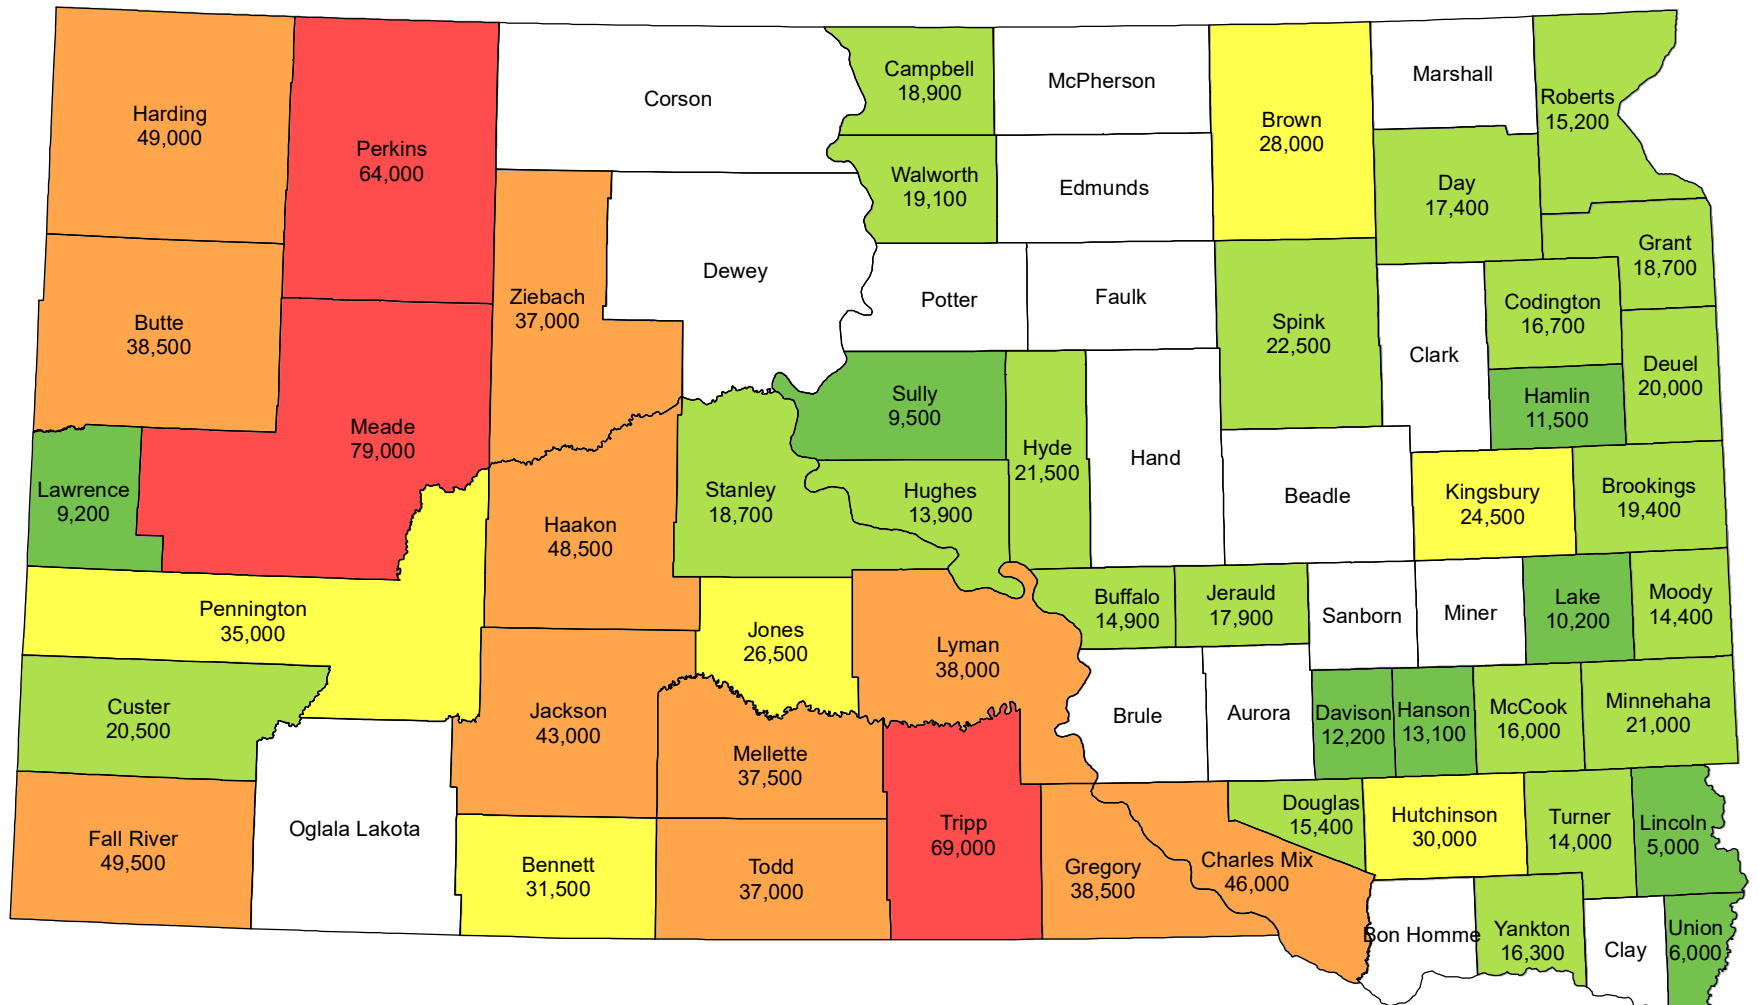 Harding
49,000
Perkins
64,000
Corson
Campbell
18,900
McPherson
Brown
28,000
Marshall
Roberts
15,200
Walworth
19,100
Edmunds
Day
17,400
Butte
38,500
Ziebach
37,000
Dewey
Potter
Faulk
Spink
22,500
Clark
Codington
16,700
Grant
18,700
Deuel
20,000
Hamlin
11,500
Meade
79,000
Sully
9,500
Hyde
21,500
Hand
Beadle
Kingsbury
24,500
Brookings
19,400
Lawrence
9,200
Haakon
48,500
Stanley
18,700
Hughes
13,900
Pennington
35,000
Jones
26,500
Lyman
38,000
Buffalo
14,900
Jerauld
17,900
Sanborn
Miner
Lake
10,200
Moody
14,400
Custer
20,500
Jackson
43,000
Mellette
37,500
Brule
Aurora
Davison
12,200
Hanson
13,100
McCook
16,000
Minnehaha
21,000
Fall River
49,500
Oglala Lakota
Bennett
31,500
Todd
37,000
Tripp
69,000
Gregory
38,500
Charles Mix
46,000
Douglas
15,400
Hutchinson
30,000
Turner
14,000
Lincoln
5,000
Bon Homme
Yankton
16,300
Clay
Union
6,000